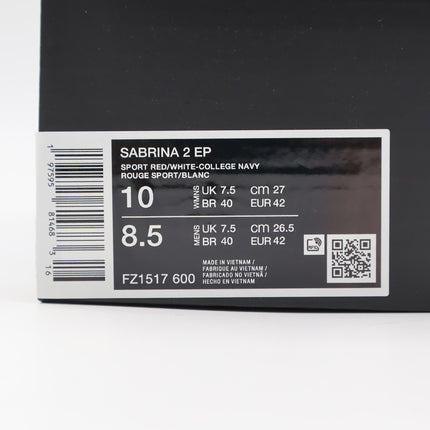 1 97595 81468 3 16
SABRINA 2 EP
SPORT RED/WHITE-COLLEGE NAVY
ROUGE SPORT/BLANC
10 WMNS UK 7.5 CM 27
BR 40 EUR 42
8.5 MENS UK 7.5 CM 26.5
BR 40 EUR 42
FZ1517 600
MADE IN VIETNAM /
FABRIQUE AU VIETNAM /
FABRICADO NO VIETNÃ /
HECHO EN VIETNAM